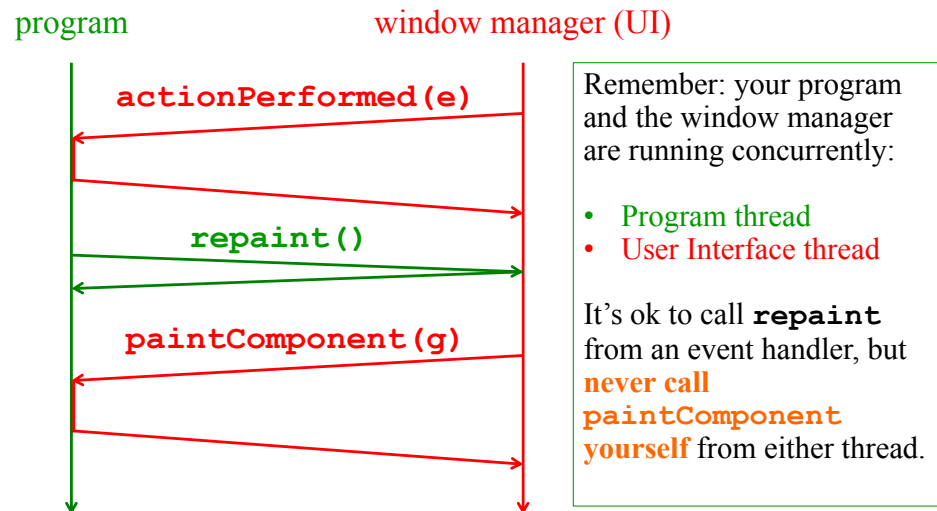 program
window manager (UI)
actionPerformed(e)
repaint()
paintComponent(g)
Remember: your program
and the window manager
are running concurrently:
• Program thread
• User Interface thread
It’s ok to call repaint
from an event handler, but
never call
paintComponent
yourself from either thread.